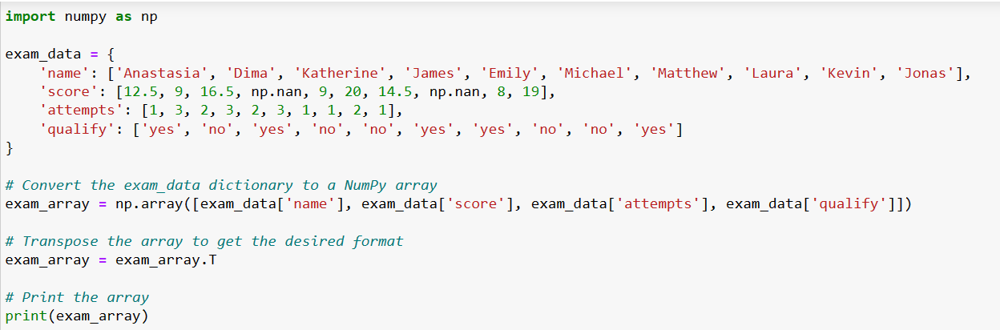 import numpy as np
exam_data = {
    'name': ['Anastasia', 'Dima', 'Katherine', 'James', 'Emily', 'Michael', 'Matthew', 'Laura', 'Kevin', 'Jonas'],
    'score': [12.5, 9, 16.5, np.nan, 9, 20, 14.5, np.nan, 8, 19],
    'attempts': [1, 3, 2, 3, 2, 3, 1, 1, 2, 1],
    'qualify': ['yes', 'no', 'yes', 'no', 'no', 'yes', 'yes', 'no', 'no', 'yes']
}
# Convert the exam_data dictionary to a NumPy array
exam_array = np.array([exam_data['name'], exam_data['score'], exam_data['attempts'], exam_data['qualify']])
# Transpose the array to get the desired format
exam_array = exam_array.T
# Print the array
print(exam_array)